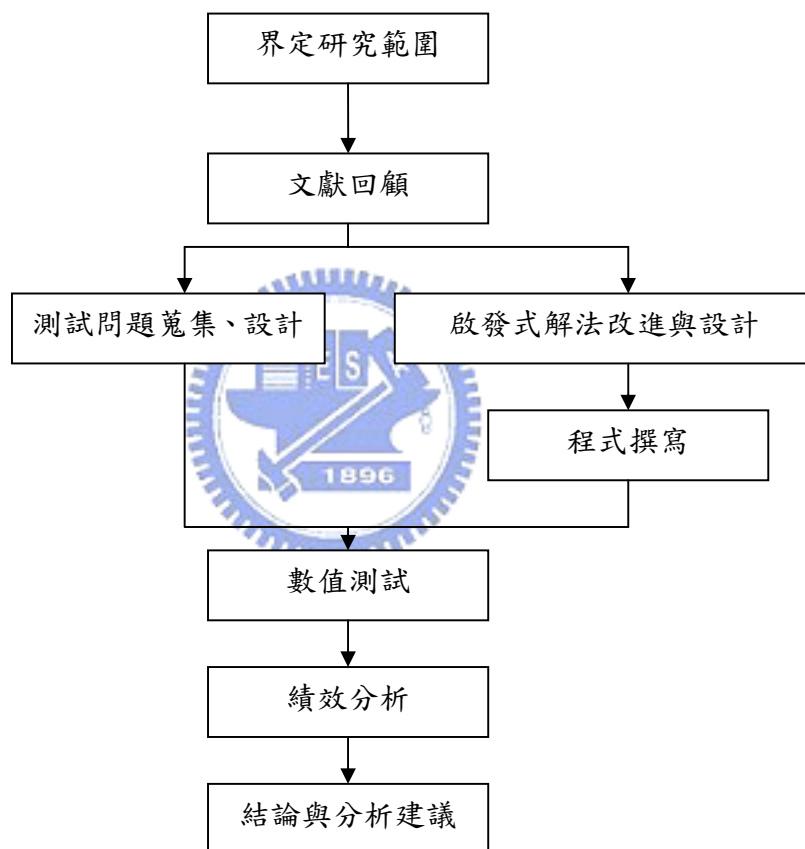 界定研究範圍
文獻回顧
測試問題蒐集、設計
啟發式解法改進與設計
E S
程式撰寫
1896
數值測試
績效分析
結論與分析建議